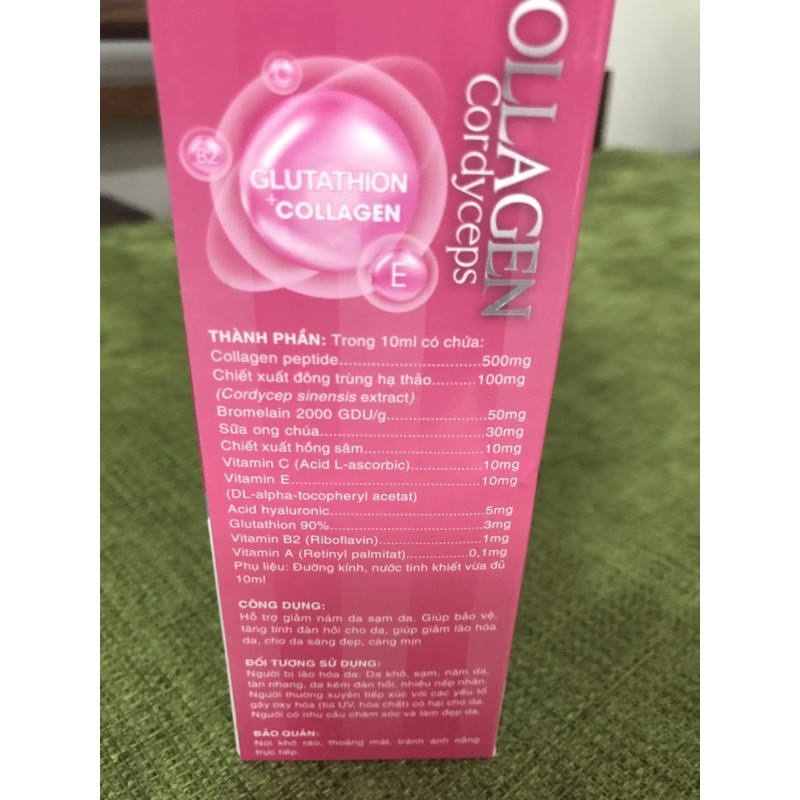 OLLAGEN
Cordyceps
C
B2
GLUTATHION
+COLLAGEN
E
THÀNH PHẦN: Trong 10ml có chứa:
Collagen peptide..............................500mg
Chiết xuất đông trùng hạ thảo..........100mg
(Cordycep sinensis extract)
Bromelain 2000 GDU/g......................50mg
Sữa ong chúa.....................................30mg
Chiết xuất hồng sâm..........................10mg
Vitamin C (Acid L-ascorbic)................10mg
Vitamin E............................................10mg
(DL-alpha-tocopheryl acetat)
Acid hyaluronic....................................5mg
Glutathion 90%...................................3mg
Vitamin B2 (Riboflavin).......................1mg
Vitamin A (Retinyl palmitat)...............0,1mg
Phụ liệu: Đường kính, nước tinh khiết vừa đủ
10ml
CÔNG DỤNG:
Hỗ trợ giảm nám da sạm da. Giúp bảo vệ,
tăng tính đàn hồi cho da, giúp giảm lão hóa
da, cho da sáng đẹp, căng mịn
ĐỐI TƯỢNG SỬ DỤNG:
Người bị lão hóa da: Da khô, sạm, nám da,
tàn nhang, da kém đàn hồi, nhiều nếp nhăn.
Người thường xuyên tiếp xúc với các yếu tố
gây oxy hóa (tia UV, hóa chất) có hại cho da.
Người có nhu cầu chăm sóc và làm đẹp da.
BẢO QUẢN:
Nơi khô ráo, thoáng mát, tránh ánh nắng
trực tiếp.